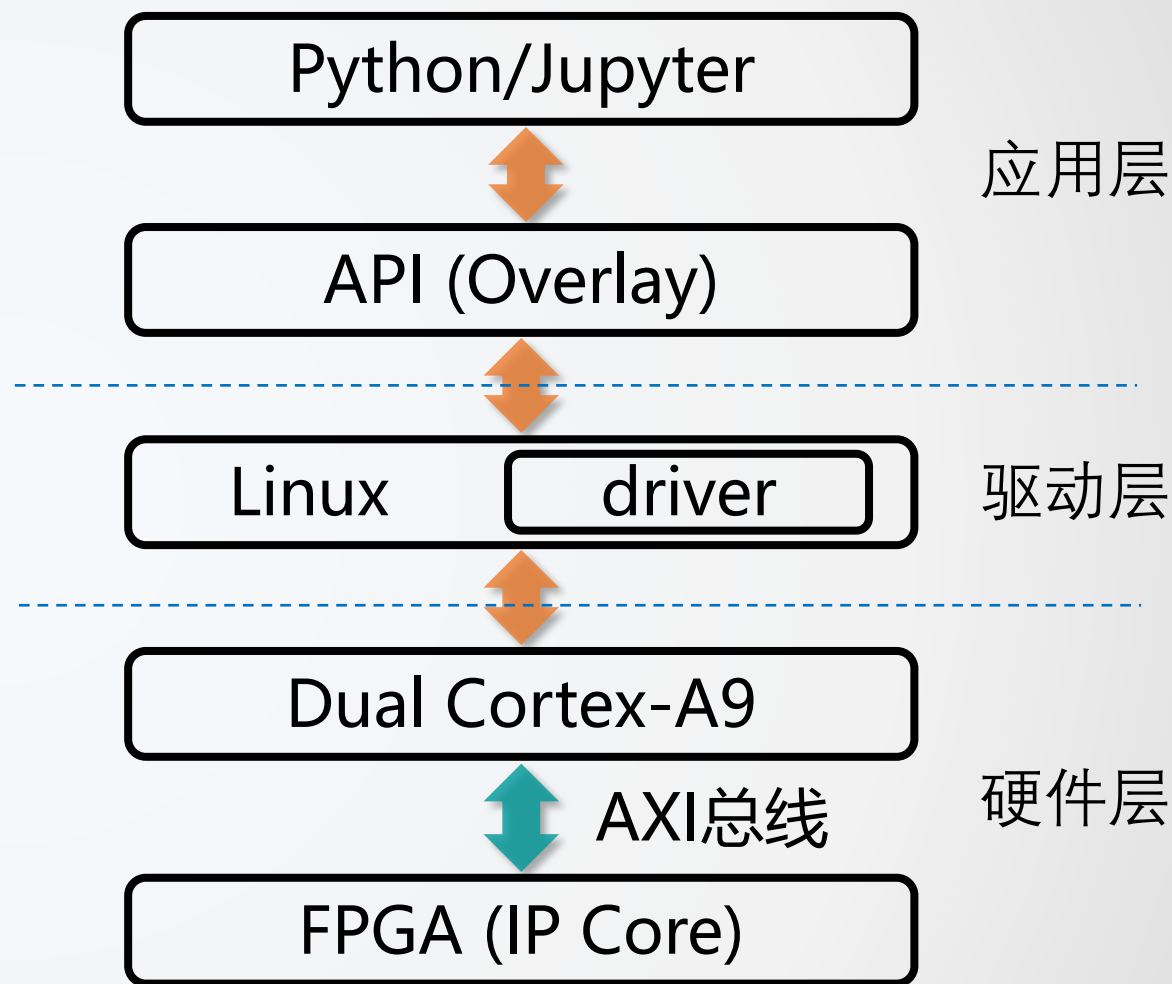 Python/Jupyter
应用层
API (Overlay)
Linux
driver
驱动层
Dual Cortex-A9
AXI总线
硬件层
FPGA (IP Core)